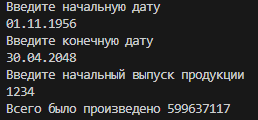 Введите начальную дату
01.11.1956
Введите конечную дату
30.04.2048
Введите начальный выпуск продукции
1234
Всего было произведено 599637117